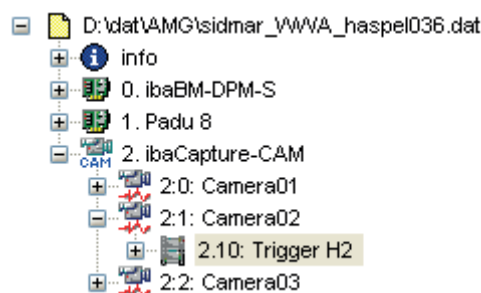 D:\dat\AMG\sidmar_VWVA_haspel036.dat
info
0. ibaBM-DPM-S
1. Padu 8
CAM 2. ibaCapture-CAM
2:0: Camera01
2:1: Camera02
2.10: Trigger H2
2:2: Camera03